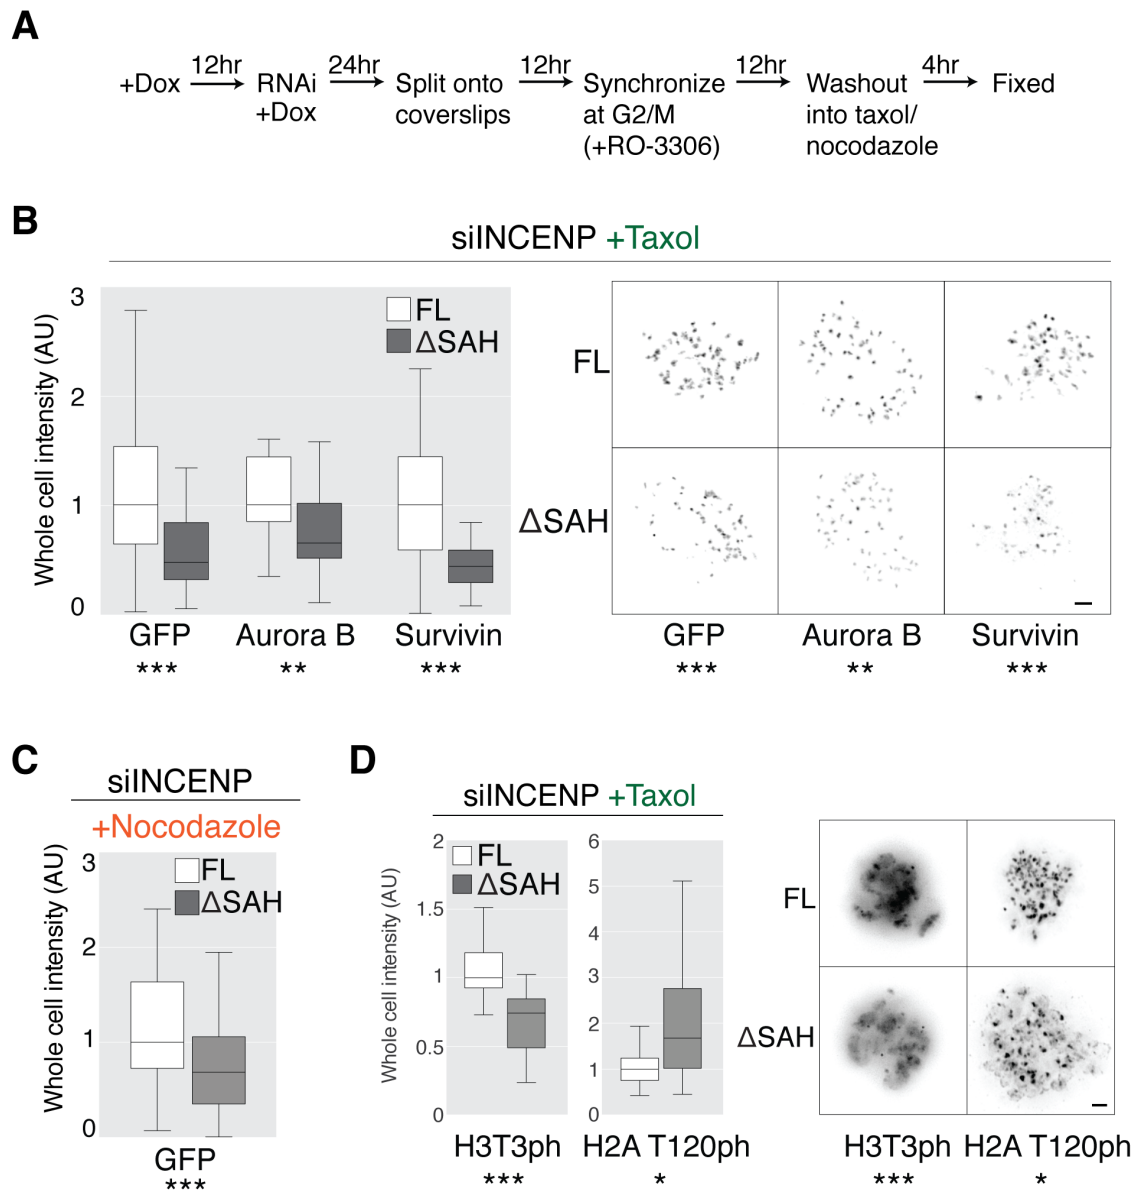 A
+Dox 12hr RNAi 24hr Split onto 12hr Synchronize 12hr Washout 4hr Fixed
+Dox coverslips at G2/M into taxol/
(+RO-3306) nocodazole
B
siINCENP +Taxol
Whole cell intensity (AU)
3
2
1
0
FL
ΔSAH
GFP Aurora B Survivin
*** ** ***
FL
ΔSAH
GFP Aurora B Survivin
*** ** ***
C
siINCENP
+Nocodazole
Whole cell intensity (AU)
3
2
1
0
FL
ΔSAH
GFP
***
D
siINCENP +Taxol
Whole cell intensity (AU)
2
1.5
1
0.5
0
FL
ΔSAH
6
5
4
3
2
1
0
H3T3ph H2A T120ph
*** *
FL
ΔSAH
H3T3ph H2A T120ph
*** *